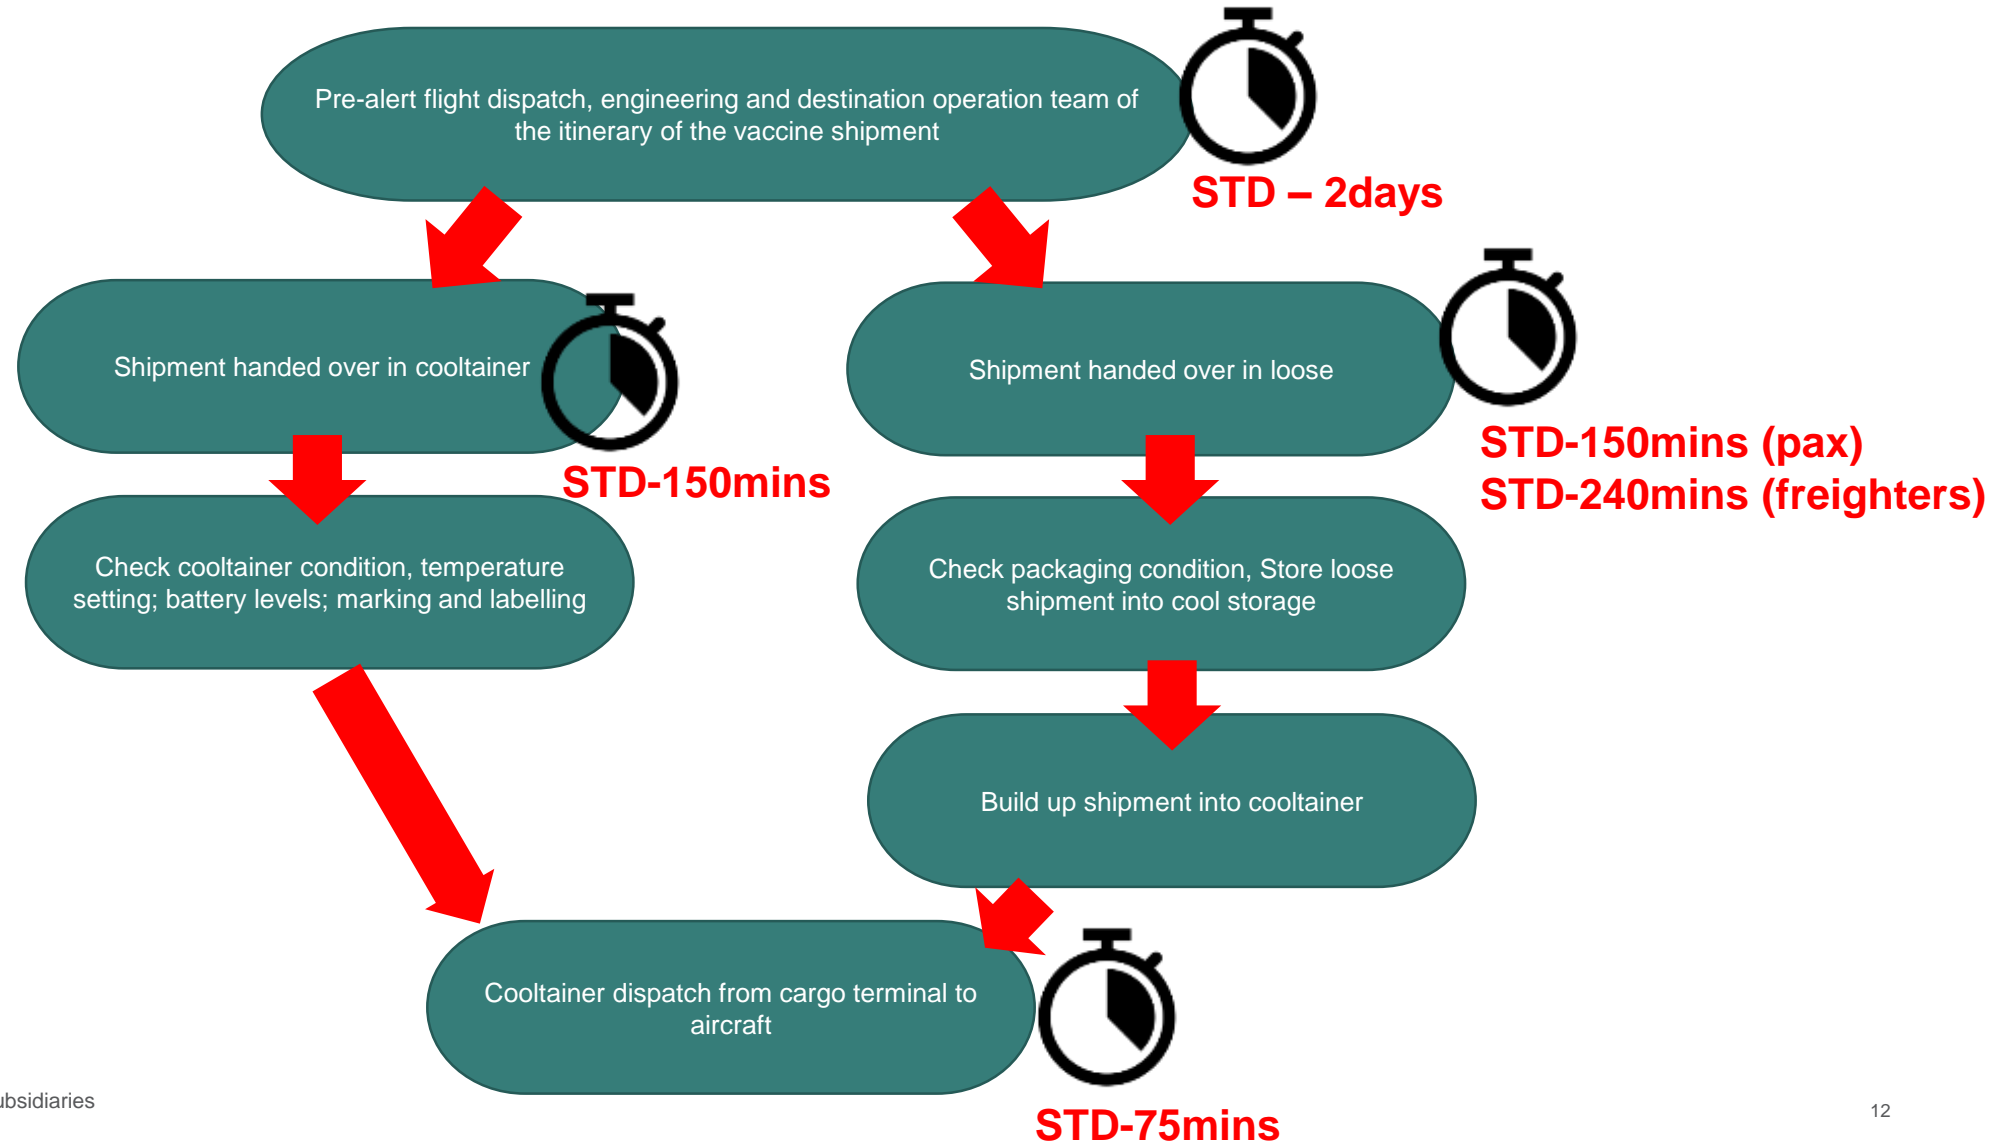 Pre-alert flight dispatch, engineering and destination operation team of
the itinerary of the vaccine shipment
STD – 2days
Shipment handed over in cooltainer
STD-150mins
Shipment handed over in loose
STD-150mins (pax)
STD-240mins (freighters)
Check cooltainer condition, temperature
setting; battery levels; marking and labelling
Check packaging condition, Store loose
shipment into cool storage
Build up shipment into cooltainer
Cooltainer dispatch from cargo terminal to
aircraft
STD-75mins
ubsidiaries
12